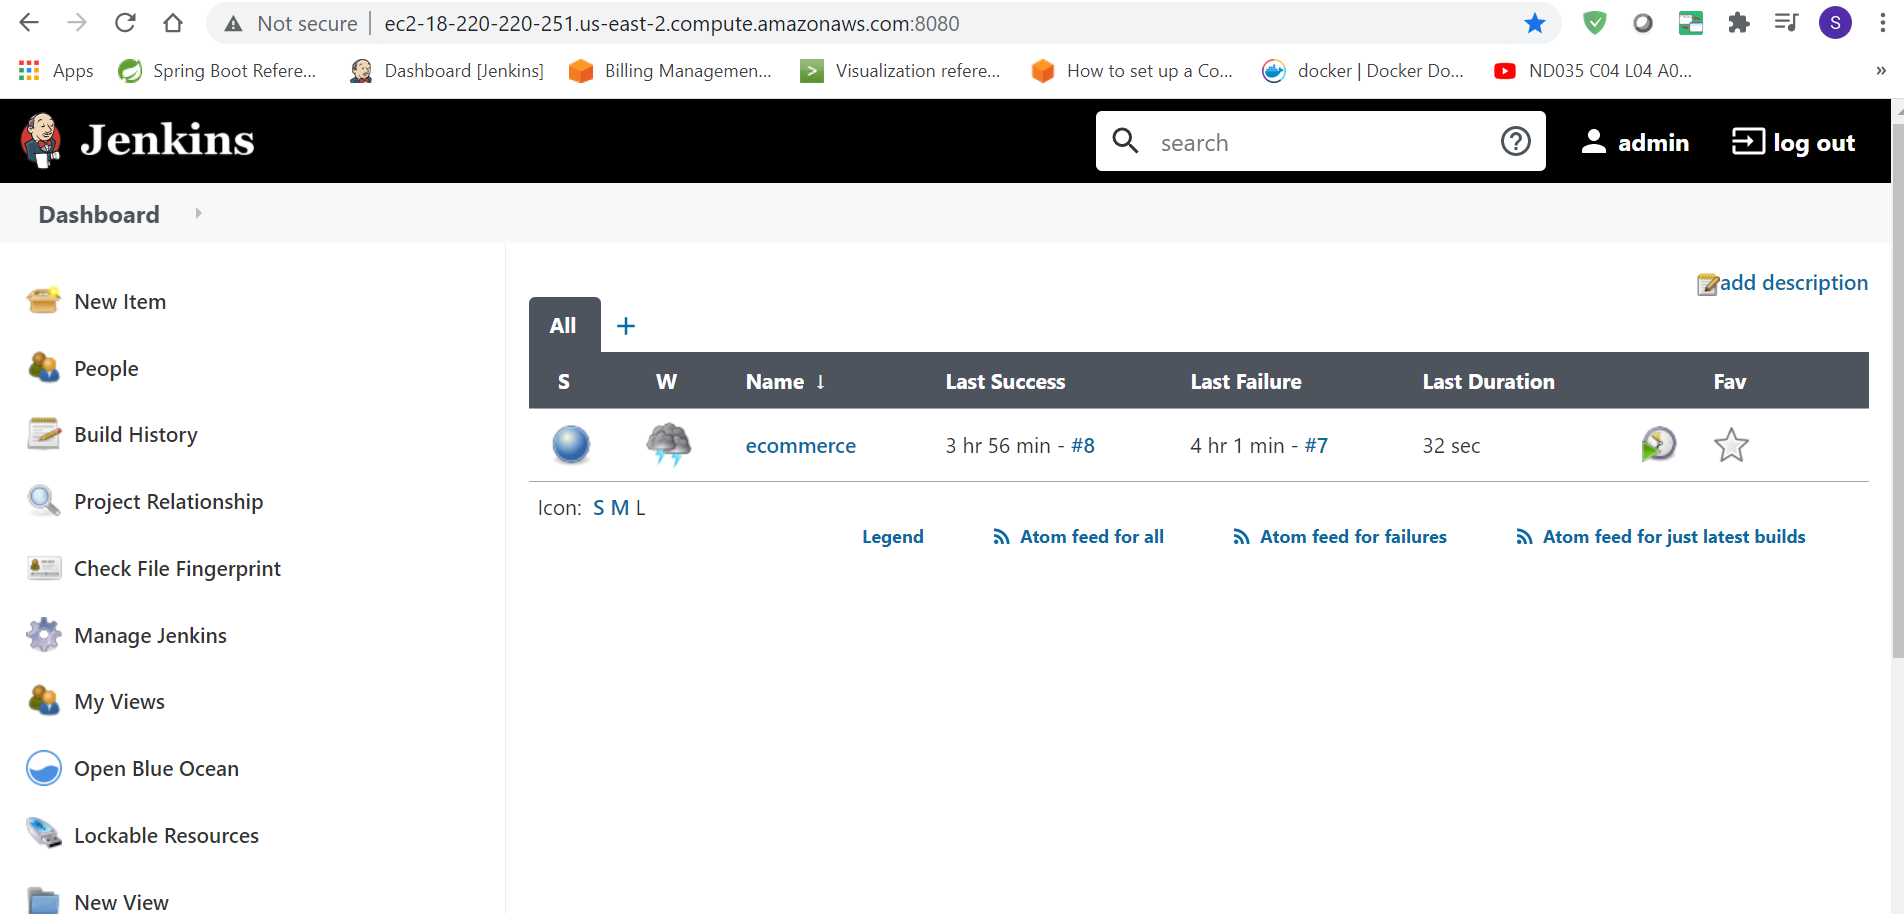 Not secure | ec2-18-220-220-251.us-east-2.compute.amazonaws.com:8080 S
Apps Spring Boot Refere... Dashboard [Jenkins] Billing Managemen... Visualization refere... How to set up a Co... docker | Docker Do... ND035 C04 L04 A0... »
Jenkins search admin log out
Dashboard
add description
New Item
People
Build History
Project Relationship
Check File Fingerprint
Manage Jenkins
My Views
Open Blue Ocean
Lockable Resources
New View
All +
S W Name ↓ Last Success Last Failure Last Duration Fav
ecommerce 3 hr 56 min - #8 4 hr 1 min - #7 32 sec
Icon: S M L
Legend Atom feed for all Atom feed for failures Atom feed for just latest builds